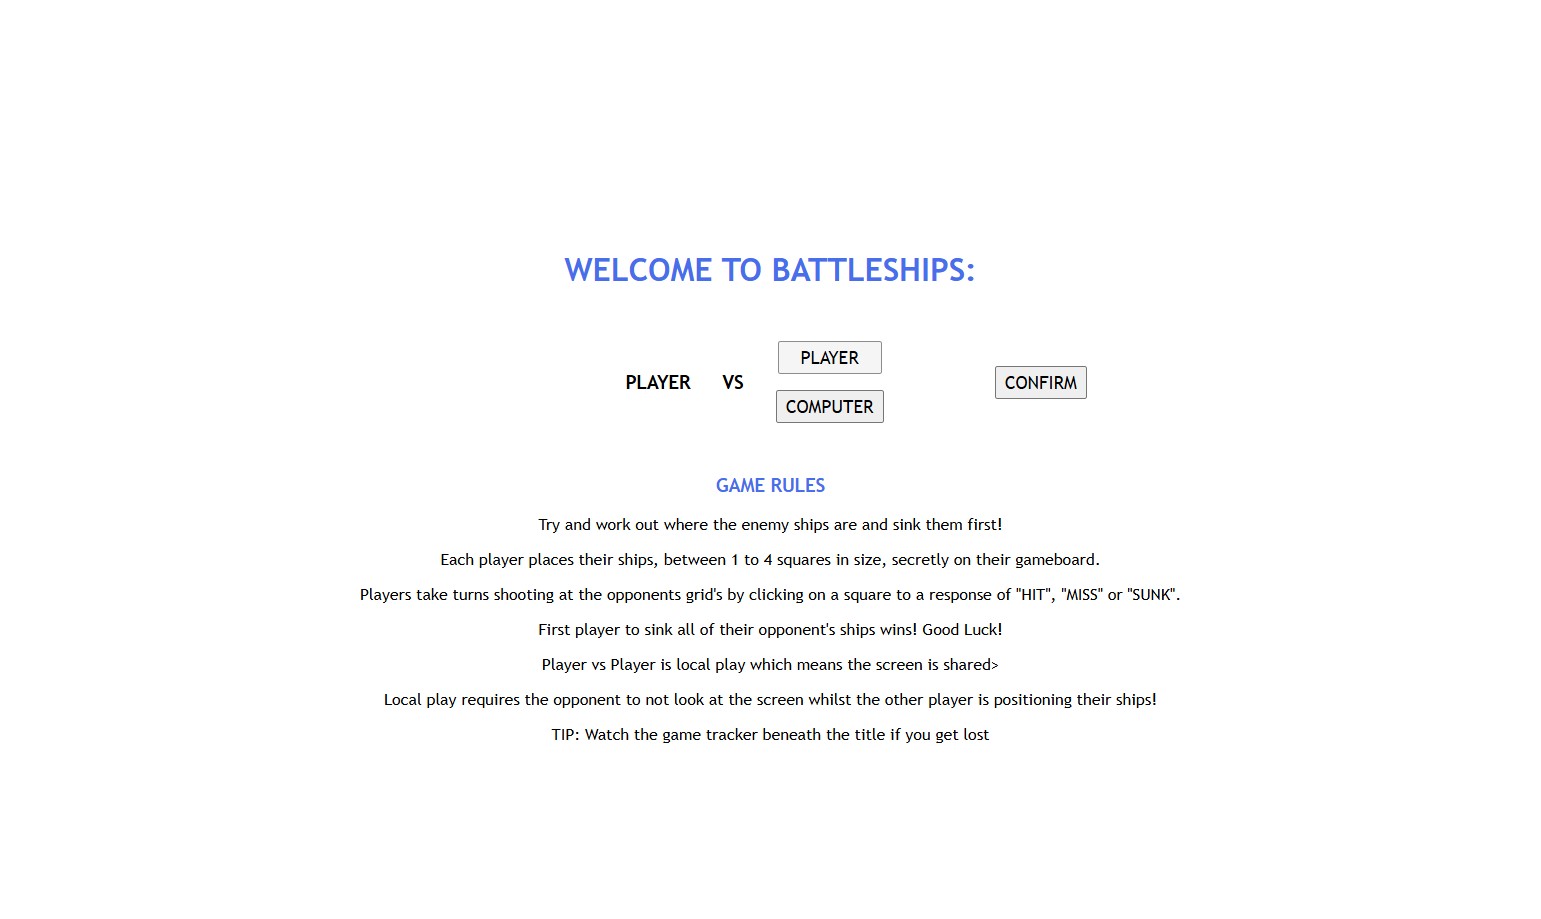 WELCOME TO BATTLESHIPS:
PLAYER VS
PLAYER
COMPUTER
CONFIRM
GAME RULES
Try and work out where the enemy ships are and sink them first!
Each player places their ships, between 1 to 4 squares in size, secretly on their gameboard.
Players take turns shooting at the opponents grid's by clicking on a square to a response of "HIT", "MISS" or "SUNK".
First player to sink all of their opponent's ships wins! Good Luck!
Player vs Player is local play which means the screen is shared>
Local play requires the opponent to not look at the screen whilst the other player is positioning their ships!
TIP: Watch the game tracker beneath the title if you get lost